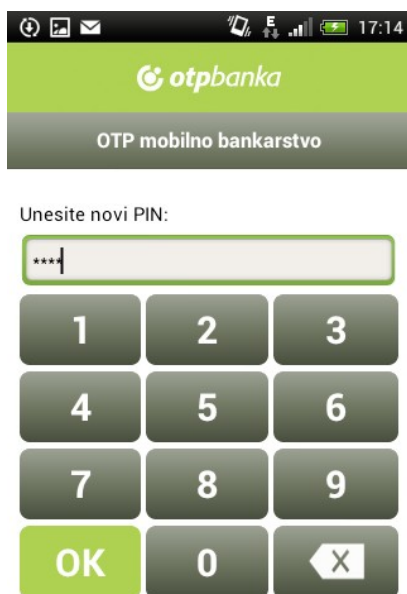 E 17:14
otpbanka
OTP mobilno bankarstvo
Unesite novi PIN:
****
1 2 3
4 5 6
7 8 9
OK 0 X